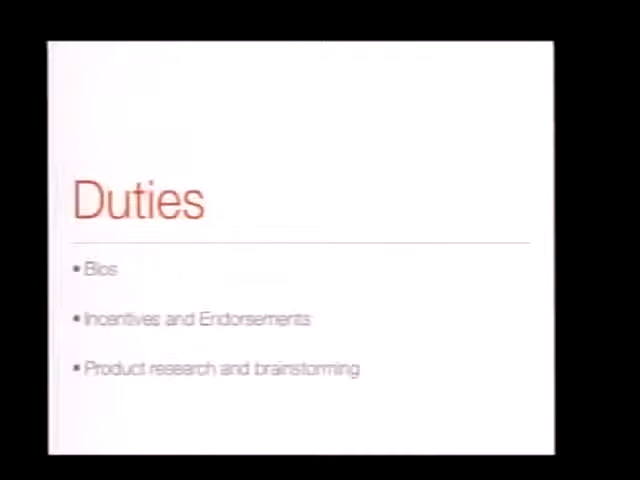 Duties
• Bios
• Incentives and Endorsements
• Product research and brainstorming